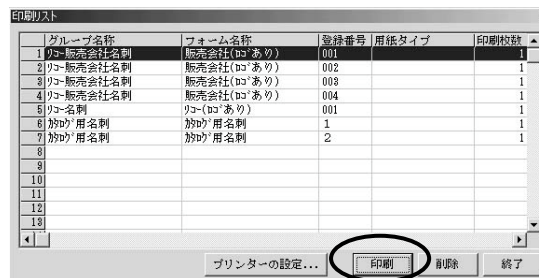 印刷リスト
グループ名称 フォーム名称 登録番号 用紙タイプ 印刷枚数
1 ﾘｺｰ販売会社名刺 販売会社(ﾛｺﾞあり) 001 1
2 ﾘｺｰ販売会社名刺 販売会社(ﾛｺﾞあり) 002 1
3 ﾘｺｰ販売会社名刺 販売会社(ﾛｺﾞあり) 003 1
4 ﾘｺｰ販売会社名刺 販売会社(ﾛｺﾞあり) 004 1
5 ﾘｺｰ名刺 ﾘｺｰ(ﾛｺﾞあり) 001 1
6 ｶﾀﾛｸﾞ用名刺 ｶﾀﾛｸﾞ用名刺 1 1
7 ｶﾀﾛｸﾞ用名刺 ｶﾀﾛｸﾞ用名刺 2 1
8
9
10
11
12
13
プリンターの設定... 印刷 削除 終了